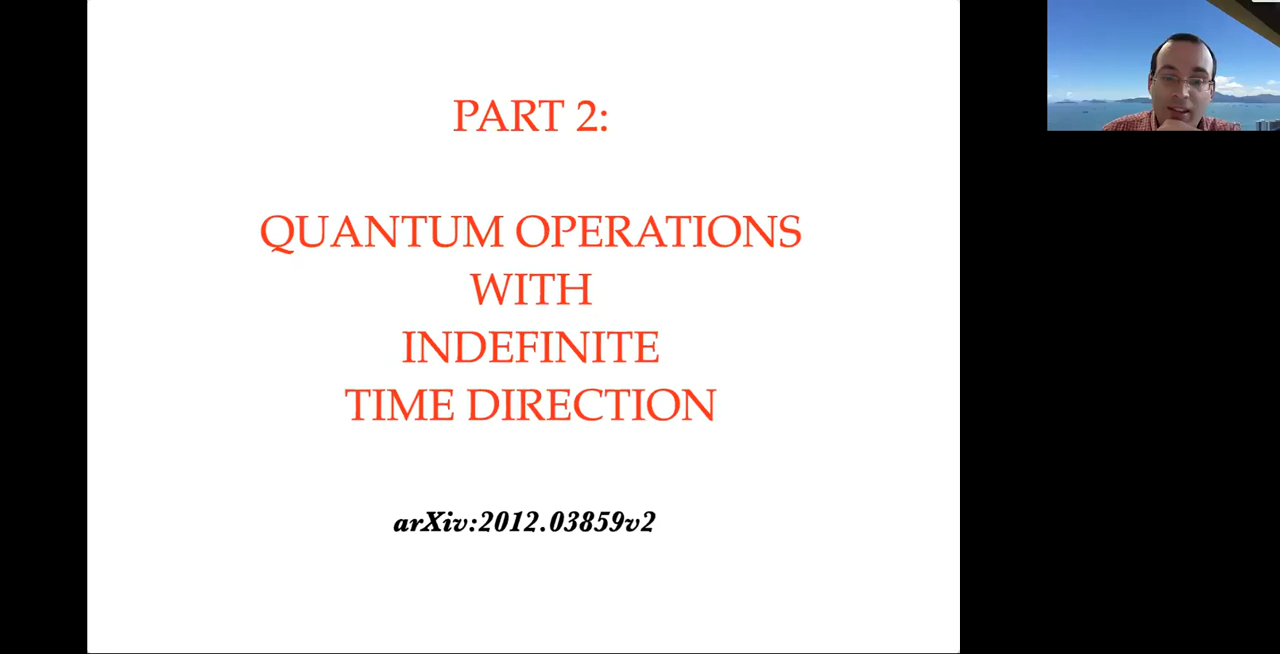 PART 2:
QUANTUM OPERATIONS
WITH
INDEFINITE
TIME DIRECTION
arXiv:2012.03859v2